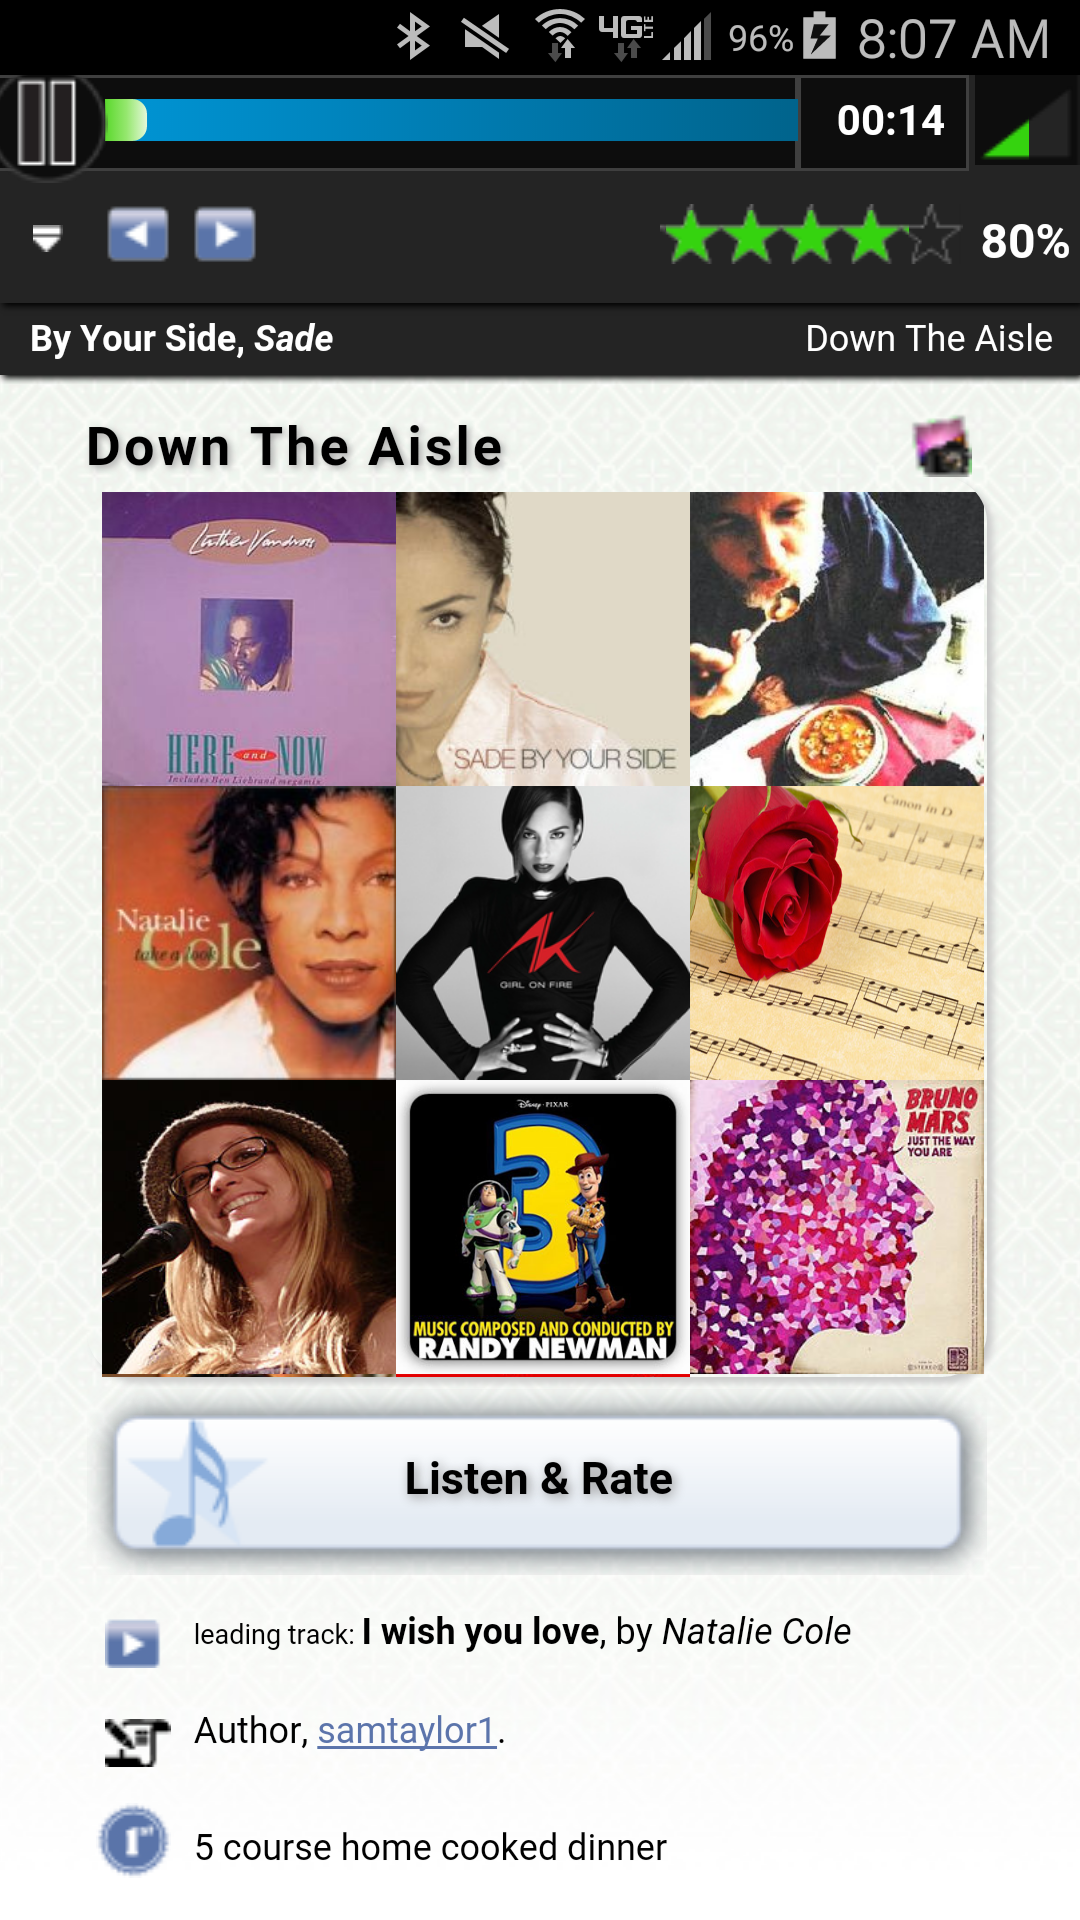 4G LTE 96% 8:07 AM
00:14
80%
By Your Side, Sade
Down The Aisle
Down The Aisle
Luther Vandross
HERE and NOW
Includes Ben Liebrand megamix
SADE BY YOUR SIDE
Natalie
Cole
take a look
AK
GIRL ON FIRE
Canon in D
Disney · PIXAR
3
MUSIC COMPOSED AND CONDUCTED BY
RANDY NEWMAN
BRUNO
MARS
JUST THE WAY
YOU ARE
STEREO
Listen & Rate
leading track: I wish you love, by Natalie Cole
Author, samtaylor1.
1st
5 course home cooked dinner